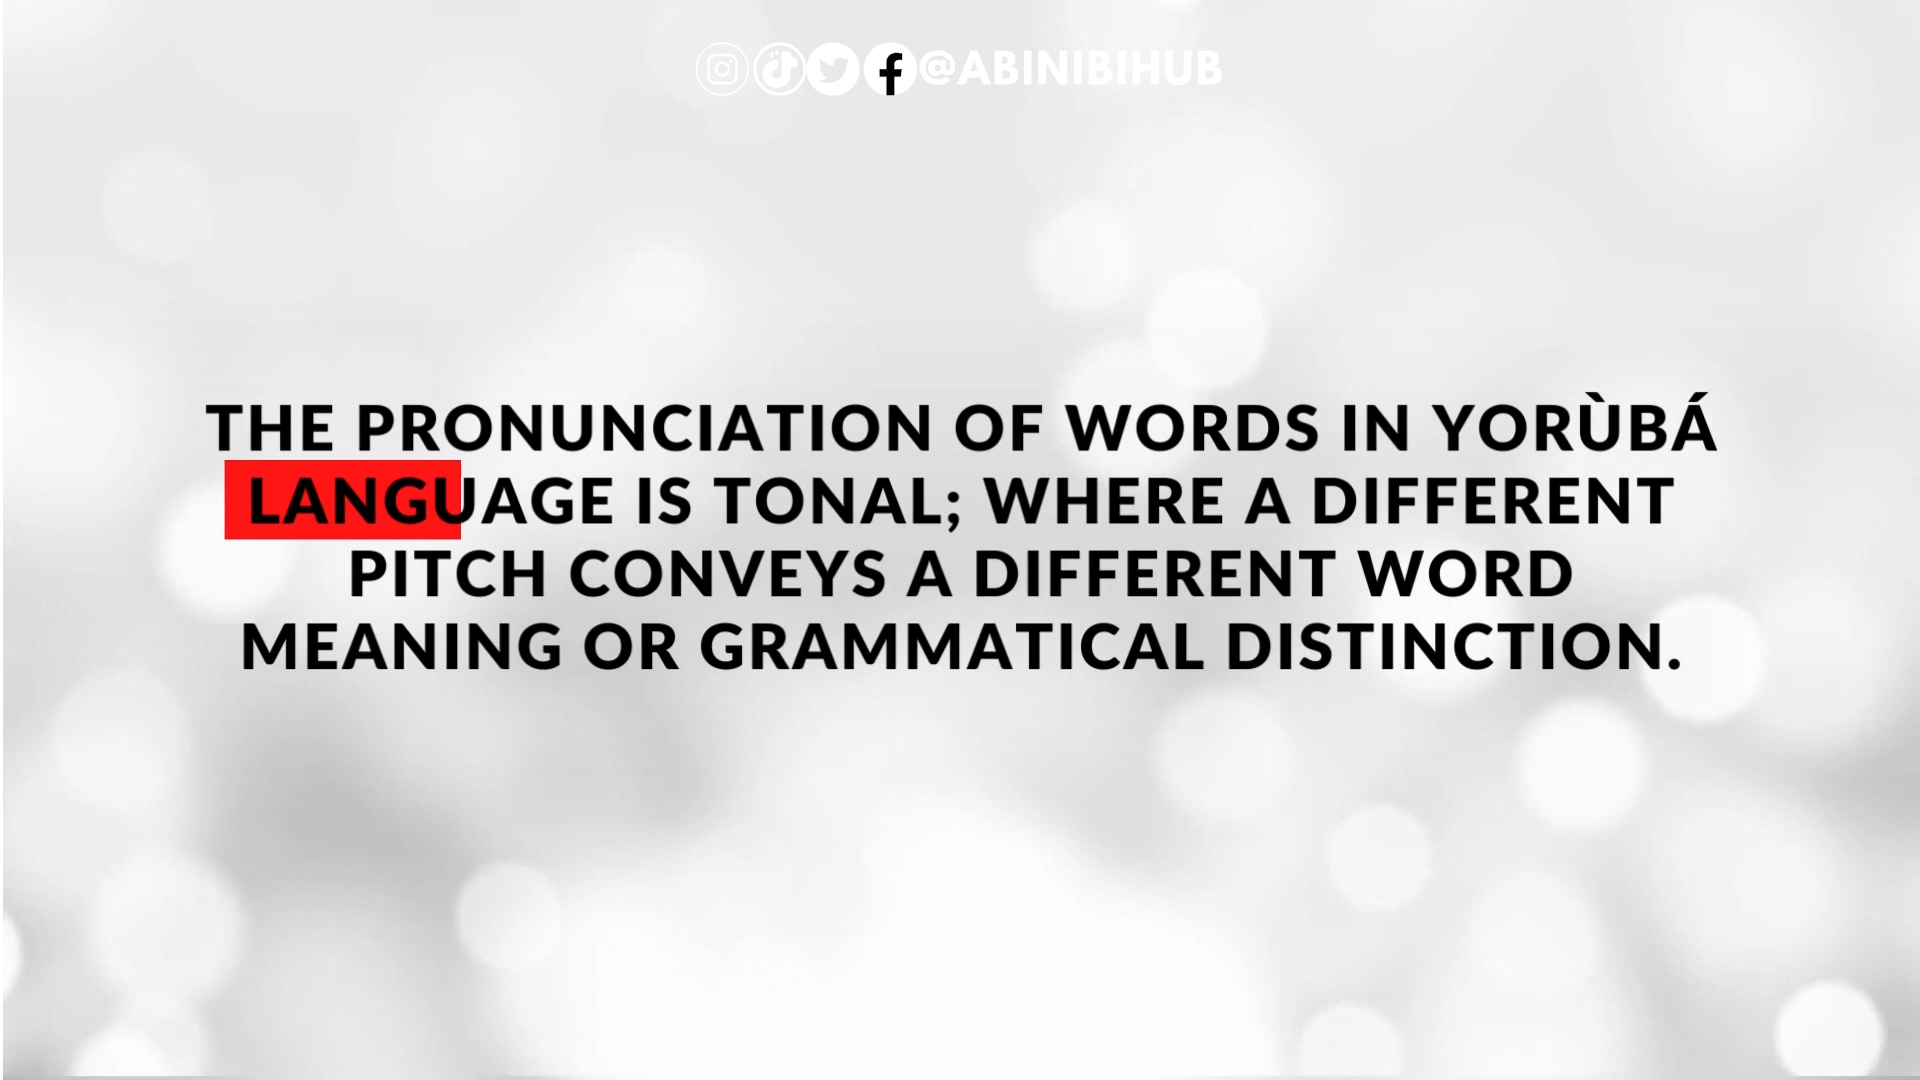 @ABINIBIHUB
THE PRONUNCIATION OF WORDS IN YORÙBÁ
LANGUAGE IS TONAL; WHERE A DIFFERENT
PITCH CONVEYS A DIFFERENT WORD
MEANING OR GRAMMATICAL DISTINCTION.